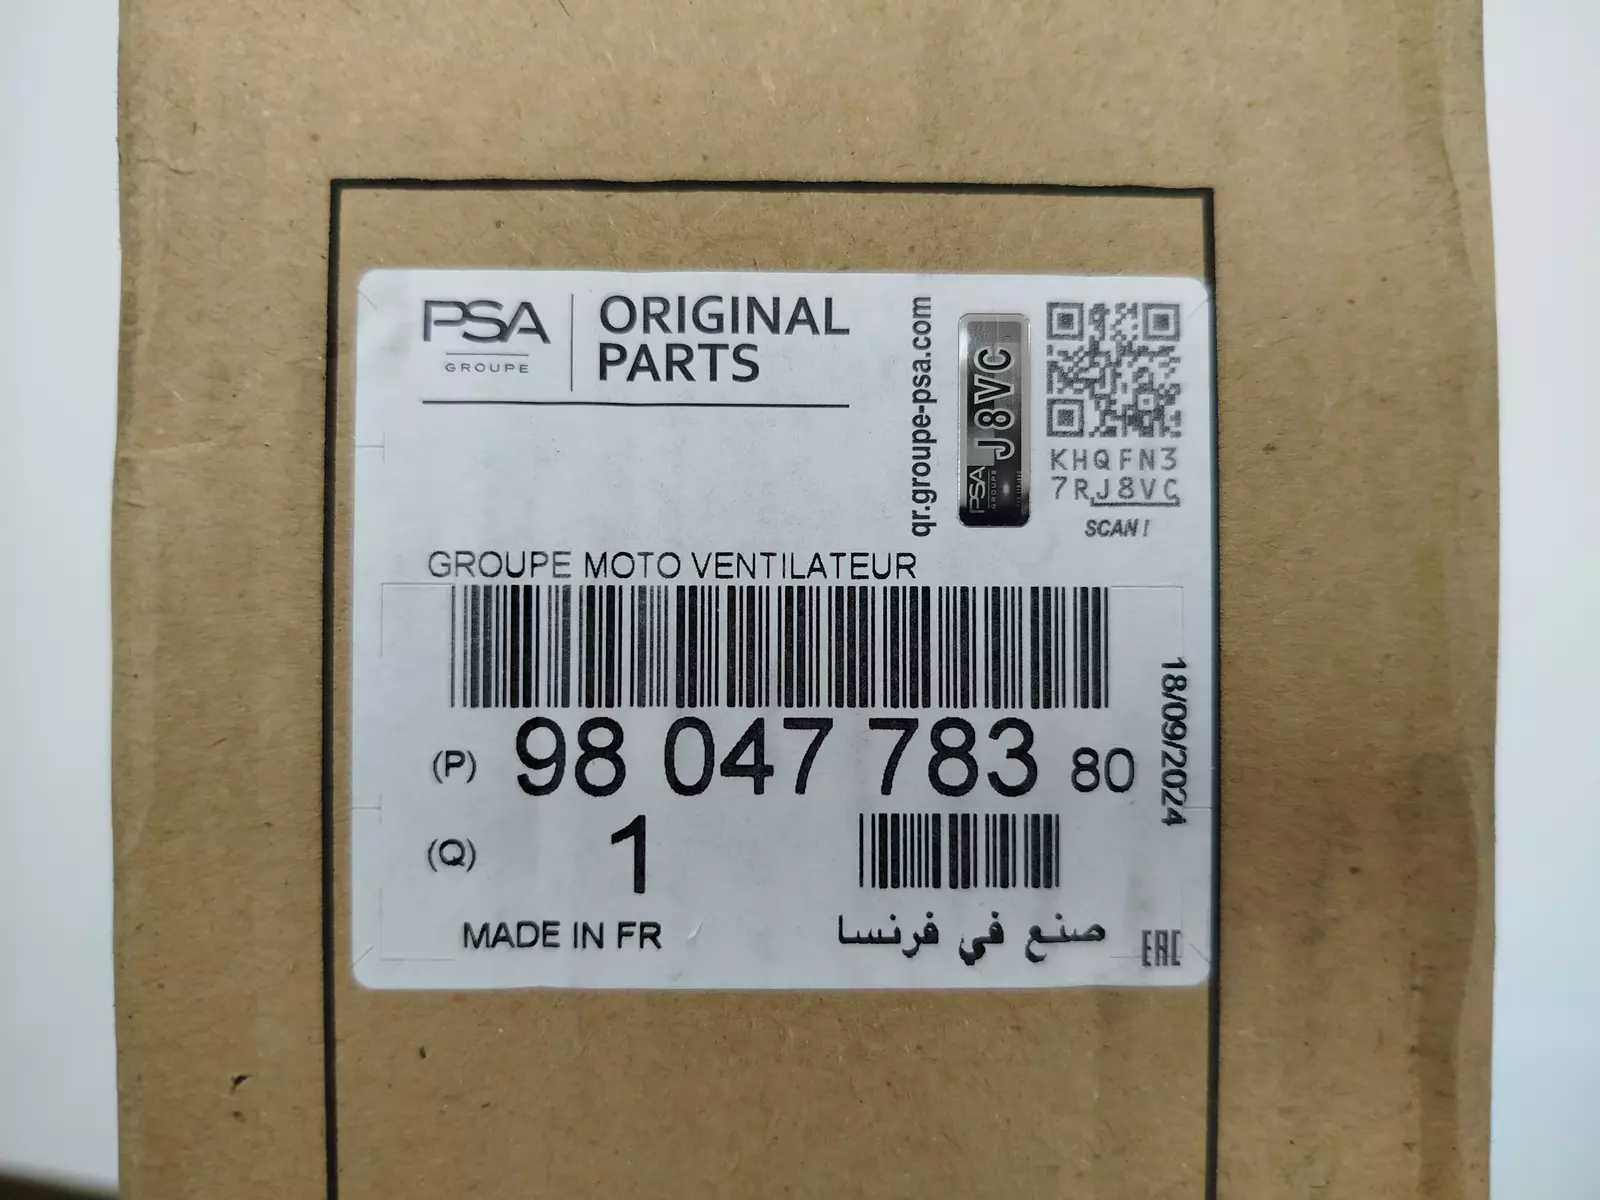 PSA
GROUPE
ORIGINAL
PARTS
qr.groupe-psa.com
J8VC
PSA
GROUPE
KHQFN3
7RJ8VC
SCAN!
GROUPE MOTO VENTILATEUR
(P) 98 047 783 80
18/09/2024
(Q) 1
MADE IN FR
صنع في فرنسا
EAC